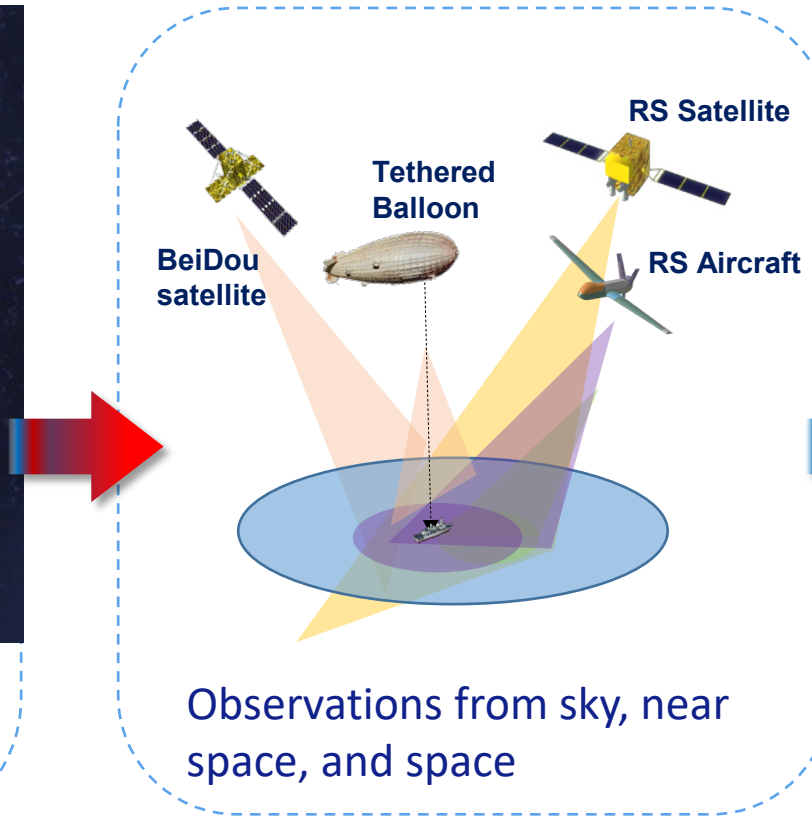 RS Satellite
Tethered
Balloon
BeiDou
satellite
RS Aircraft
Observations from sky, near
space, and space